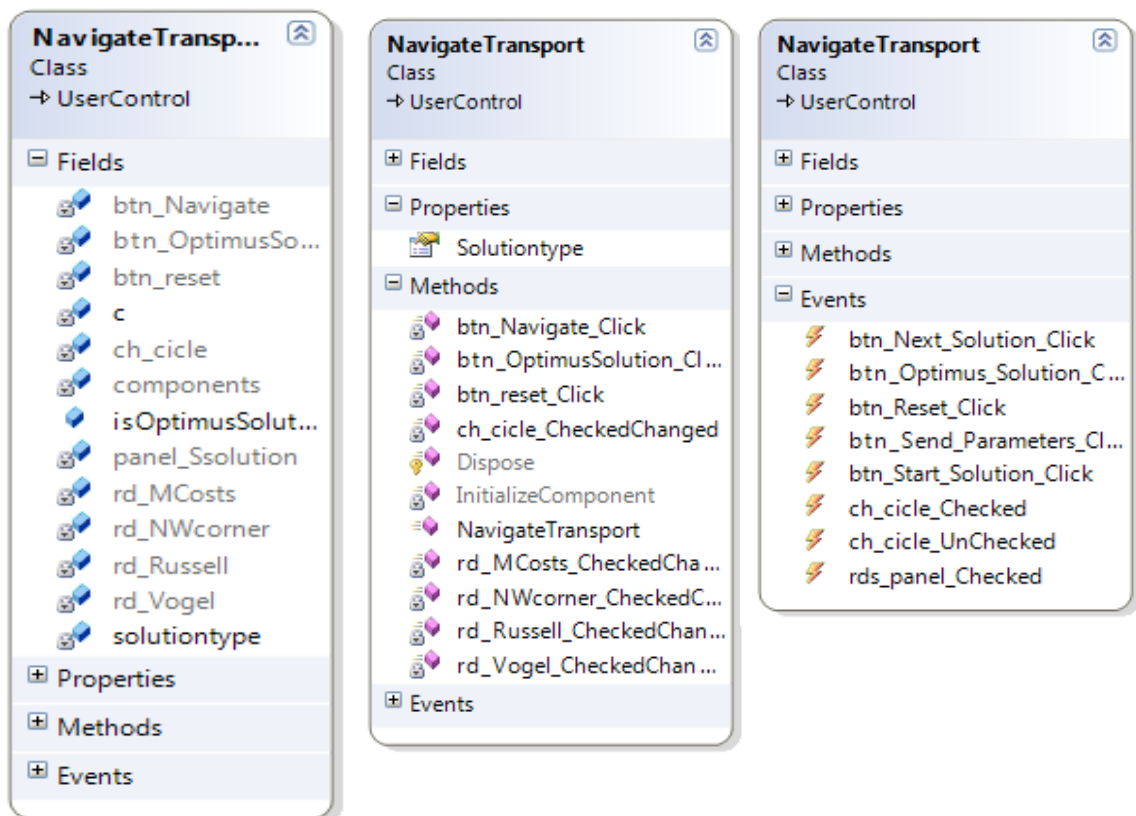 NavigateTransp...
Class
UserControl
Fields
btn_Navigate
btn_OptimusSo...
btn_reset
c
ch_cicle
components
isOptimusSolut...
panel_Ssolution
rd_MCosts
rd_NWcorner
rd_Russell
rd_Vogel
solutiontype
Properties
Methods
Events
NavigateTransport
Class
UserControl
Fields
Properties
Solutiontype
Methods
btn_Navigate_Click
btn_OptimusSolution_Cl...
btn_reset_Click
ch_cicle_CheckedChanged
Dispose
InitializeComponent
NavigateTransport
rd_MCosts_CheckedCha...
rd_NWcorner_CheckedC...
rd_Russell_CheckedChan...
rd_Vogel_CheckedChan...
Events
NavigateTransport
Class
UserControl
Fields
Properties
Methods
Events
btn_Next_Solution_Click
btn_Optimus_Solution_C...
btn_Reset_Click
btn_Send_Parameters_Cl...
btn_Start_Solution_Click
ch_cicle_Checked
ch_cicle_UnChecked
rds_panel_Checked